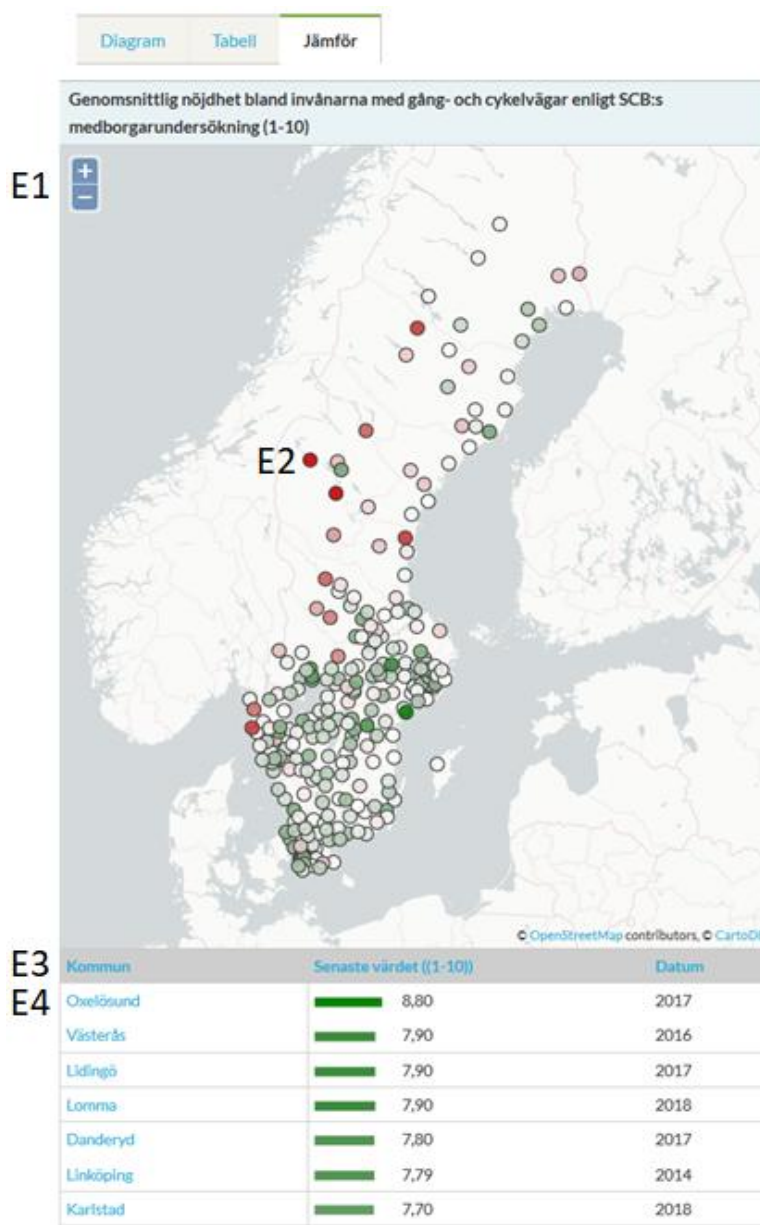 Diagram Tabell Jämför
Genomsnittlig nöjdhet bland invånarna med gång- och cykelvägar enligt SCB:s
medborgarundersökning (1-10)
E1
+
−
E2
© OpenStreetMap contributors, © CartoD
E3 Kommun Senaste värdet ((1-10)) Datum
E4 Oxelösund 8,80 2017
Västerås 7,90 2016
Lidingö 7,90 2017
Lomma 7,90 2018
Danderyd 7,80 2017
Linköping 7,79 2014
Karlstad 7,70 2018